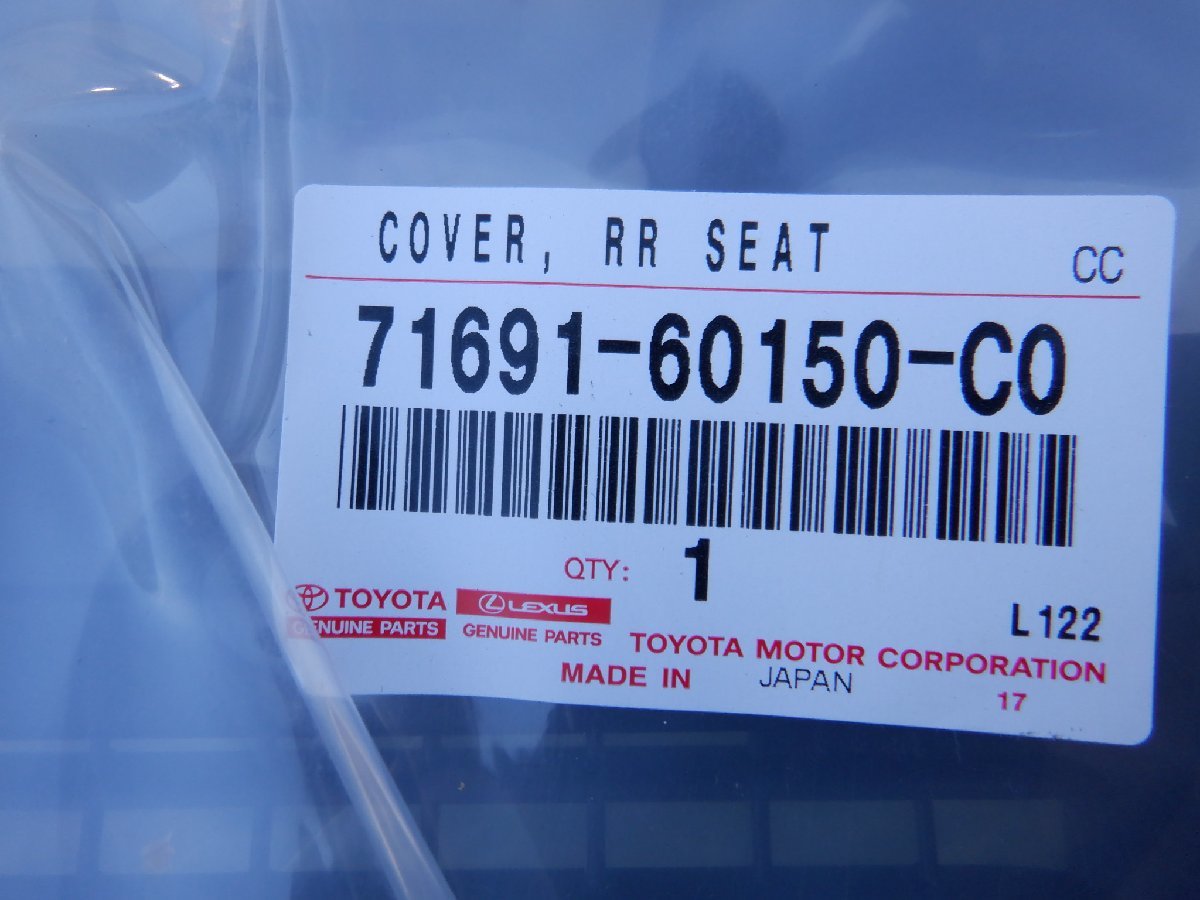 COVER, RR SEAT
CC
71691-60150-C0
QTY: 1
TOYOTA
GENUINE PARTS
LEXUS
GENUINE PARTS
L122
TOYOTA MOTOR CORPORATION
MADE IN JAPAN
17